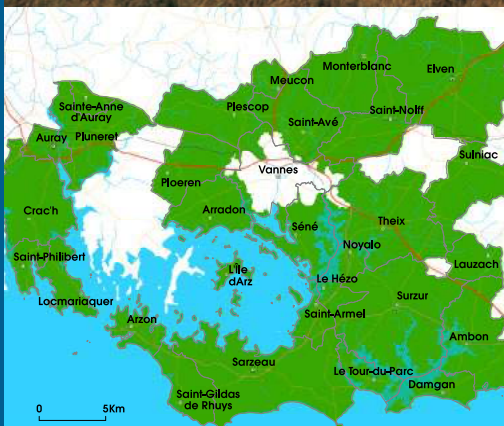 Monterblanc
Elven
Meucon
Sainte-Anne
d'Auray
Plescop
Saint-Nolff
Saint-Avé
Auray
Pluneret
Sulniac
Vannes
Ploeren
Crac'h
Arradon
Séné
Theix
Noyalo
Saint-Philibert
Lauzach
L'Île
d'Arz
Le Hézo
Locmariaquer
Surzur
Saint-Armel
Arzon
Ambon
Sarzeau
Le Tour-du-Parc
Damgan
Saint-Gildas
de Rhuys
0 5Km